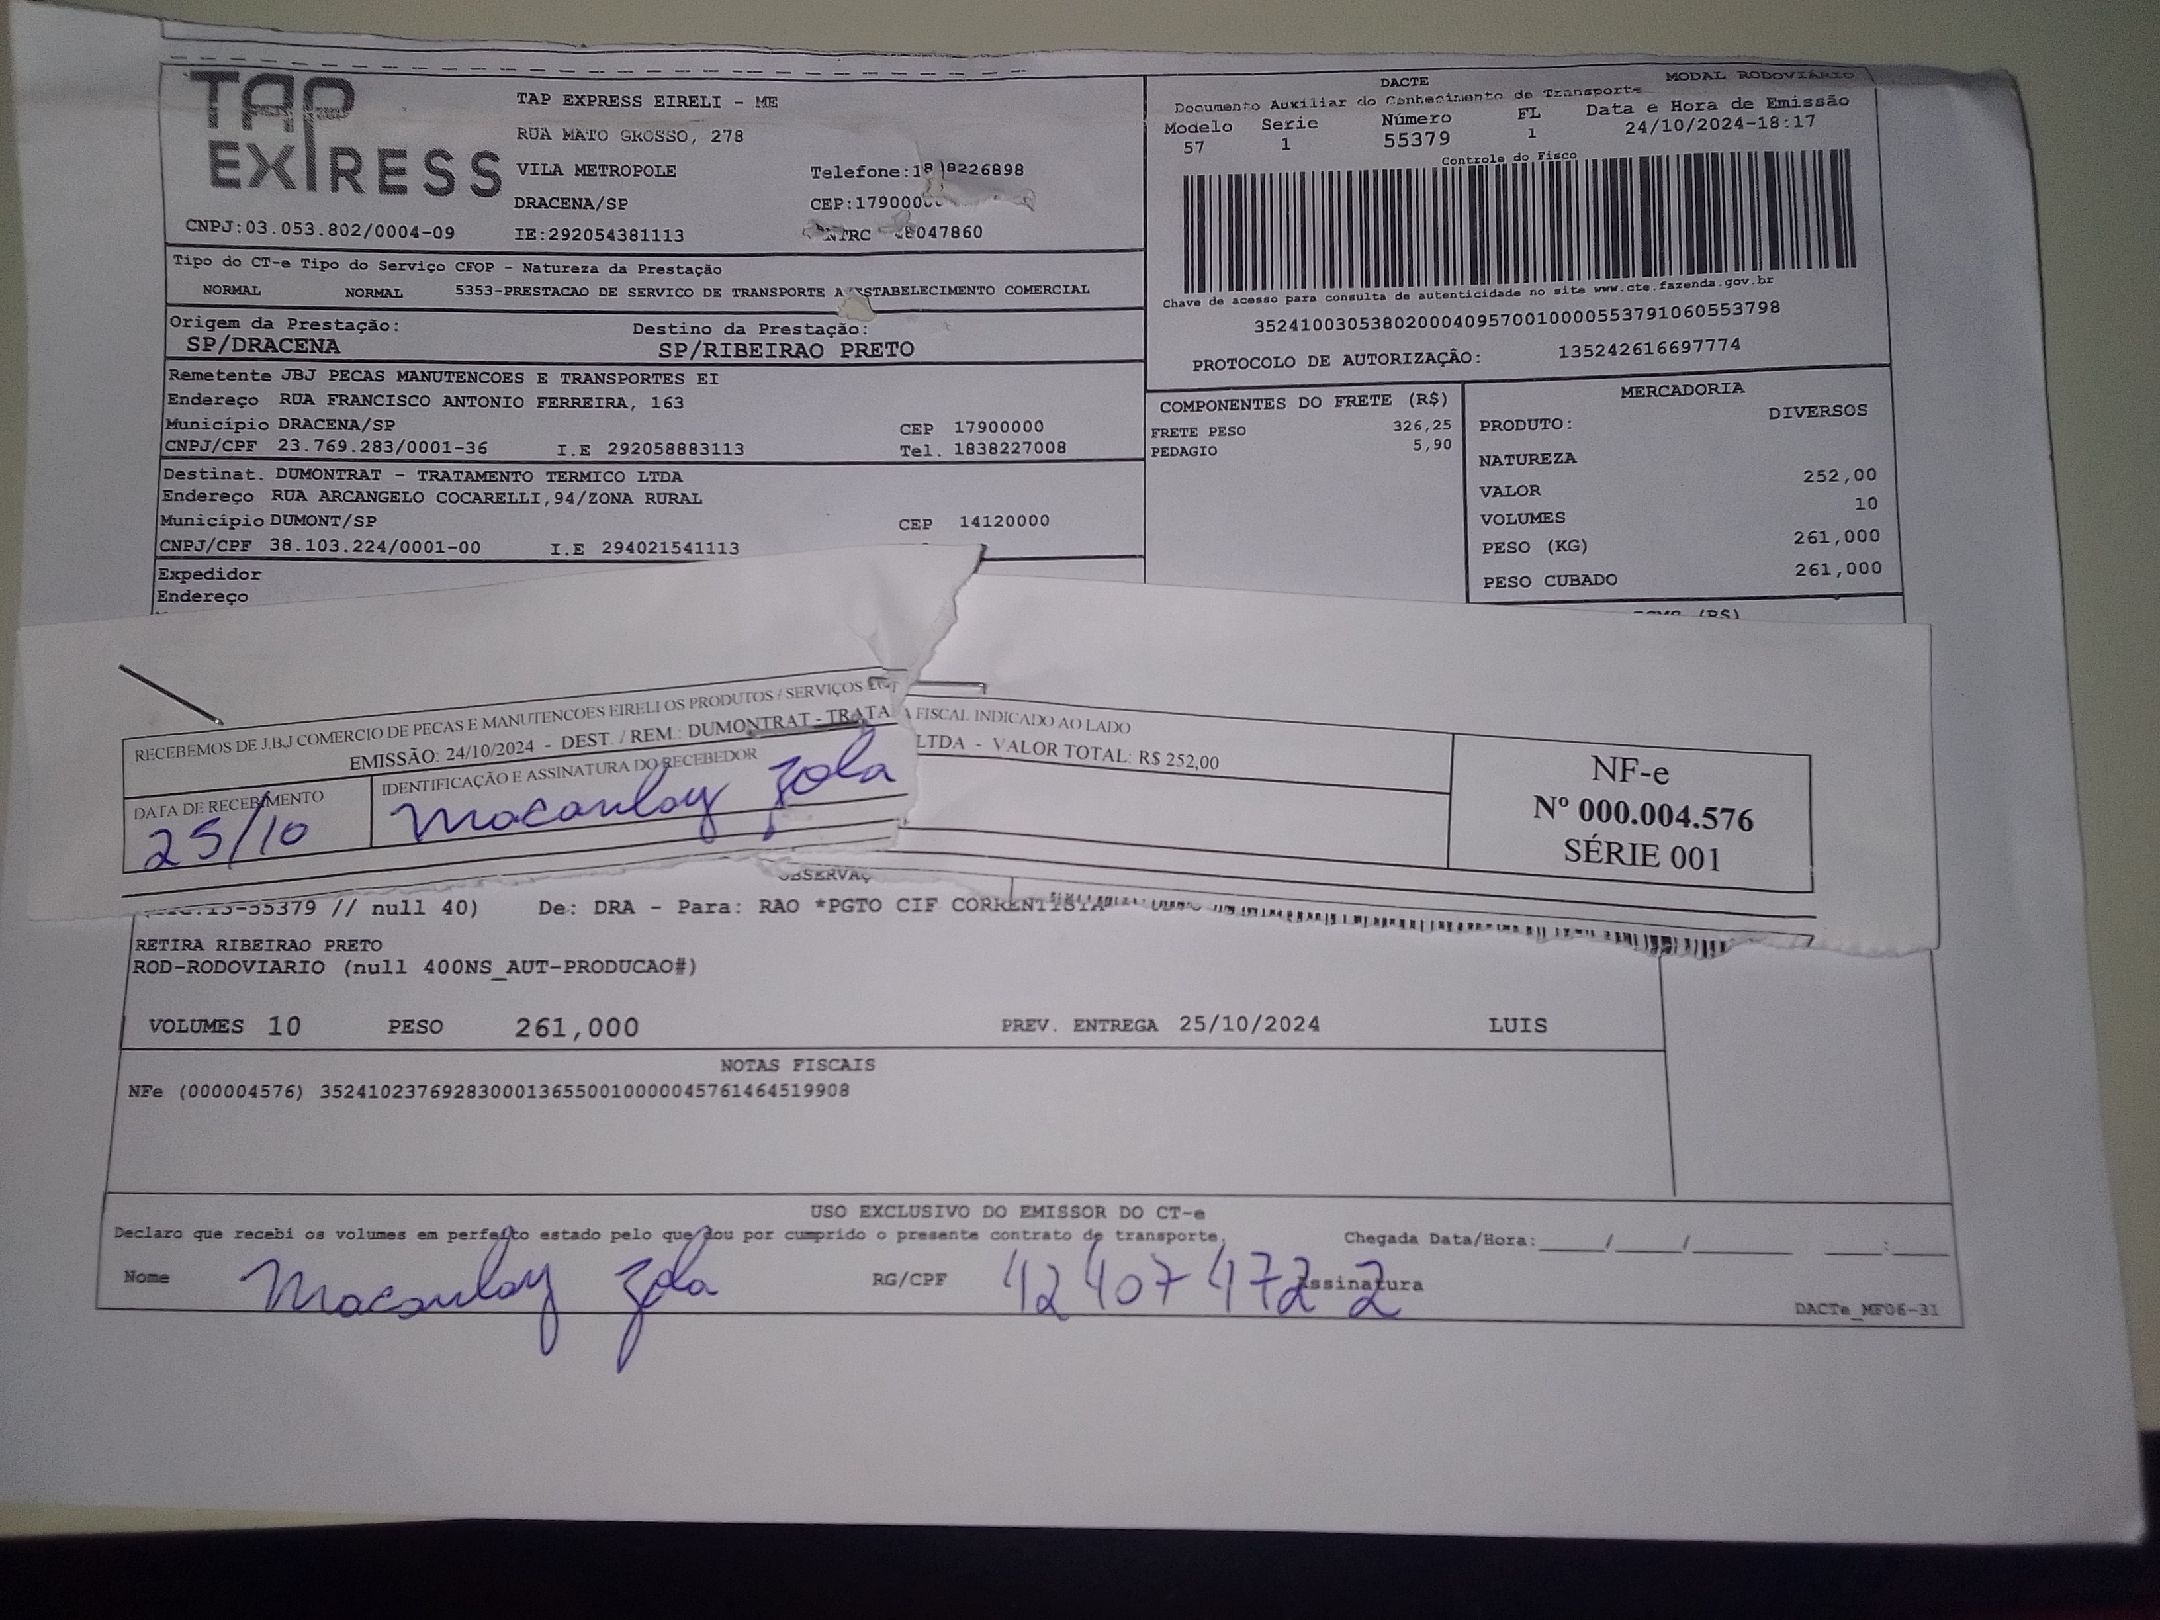 TAP EXPRESS
TAP EXPRESS EIRELI - ME
RUA MATO GROSSO, 278
VILA METROPOLE
Telefone:18 8226898
DRACENA/SP
CEP:1790000
CNPJ:03.053.802/0004-09
IE:292054381113
8047860
DACTE
MODAL RODOVIÁRIO
Documento Auxiliar do Conhecimento de Transporte
Modelo Serie Número FL Data e Hora de Emissão
57 1 55379 1 24/10/2024-18:17
Controle do Fisco
Chave de acesso para consulta de autenticidade no site www.cte.fazenda.gov.br
35241003053802000409570010000553791060553798
PROTOCOLO DE AUTORIZAÇÃO: 135242616697774
Tipo do CT-e Tipo do Serviço CFOP - Natureza da Prestação
NORMAL NORMAL 5353-PRESTACAO DE SERVICO DE TRANSPORTE A ESTABELECIMENTO COMERCIAL
Origem da Prestação: Destino da Prestação:
SP/DRACENA SP/RIBEIRAO PRETO
Remetente JBJ PECAS MANUTENCOES E TRANSPORTES EI
Endereço RUA FRANCISCO ANTONIO FERREIRA, 163
Município DRACENA/SP CEP 17900000
CNPJ/CPF 23.769.283/0001-36 I.E 292058883113 Tel. 1838227008
Destinat. DUMONTRAT - TRATAMENTO TERMICO LTDA
Endereço RUA ARCANGELO COCARELLI,94/ZONA RURAL
Município DUMONT/SP CEP 14120000
CNPJ/CPF 38.103.224/0001-00 I.E 294021541113
Expedidor
Endereço
COMPONENTES DO FRETE (R$)
FRETE PESO 326,25
PEDAGIO 5,90
MERCADORIA
PRODUTO: DIVERSOS
NATUREZA
VALOR 252,00
VOLUMES 10
PESO (KG) 261,000
PESO CUBADO 261,000
(R$)
RECEBEMOS DE J.B.J COMERCIO DE PECAS E MANUTENCOES EIRELI OS PRODUTOS / SERVIÇOS
A FISCAL INDICADO AO LADO
EMISSÃO: 24/10/2024 - DEST. / REM.: DUMONTRAT - TRATA
LTDA - VALOR TOTAL: R$ 252,00
DATA DE RECEBIMENTO
25/10
IDENTIFICAÇÃO E ASSINATURA DO RECEBEDOR
Macaulay Zola
NF-e
Nº 000.004.576
SÉRIE 001
-55379 // null 40) De: DRA - Para: RAO *PGTO CIF CORRENTISTA
RETIRA RIBEIRAO PRETO
ROD-RODOVIARIO (null 400NS_AUT-PRODUCAO#)
VOLUMES 10 PESO 261,000 PREV. ENTREGA 25/10/2024 LUIS
NOTAS FISCAIS
NFe (000004576) 35241023769283000136550010000045761464519908
USO EXCLUSIVO DO EMISSOR DO CT-e
Declaro que recebi os volumes em perfeito estado pelo que dou por cumprido o presente contrato de transporte.
Chegada Data/Hora:_____/_____/_______ ____:____
Nome Macaulay Zola RG/CPF 42407472 2 Assinatura
DACTe_MF06-31